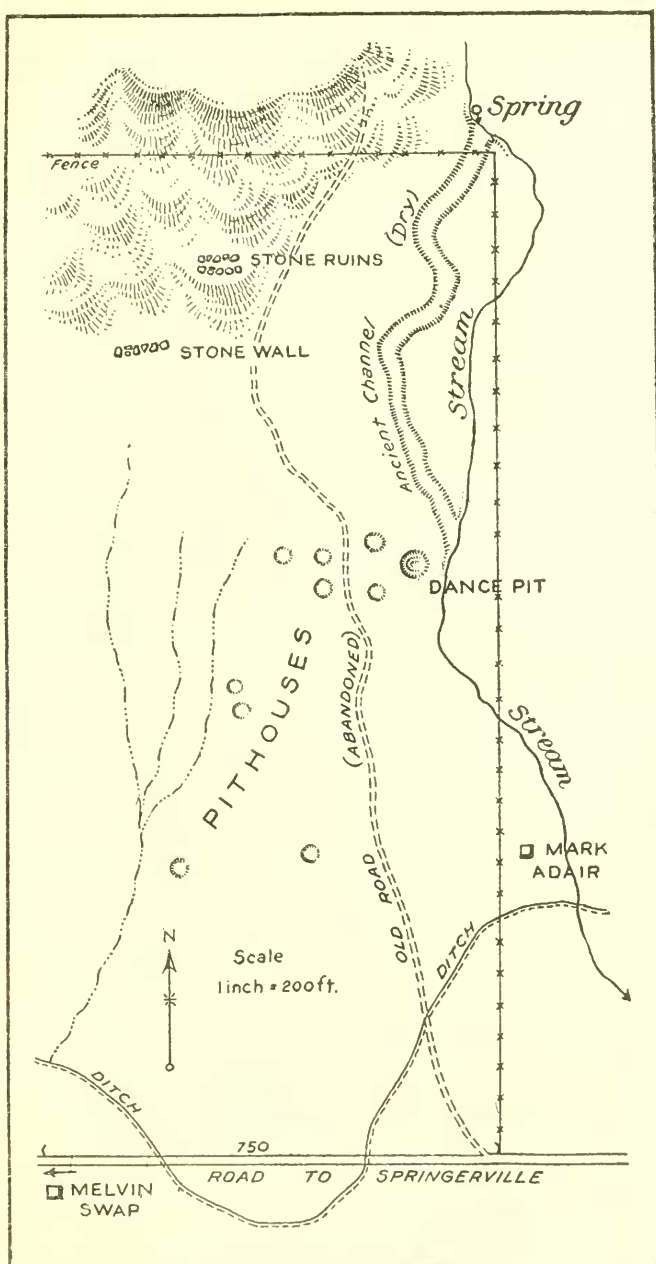 Spring
Fence
(Dry)
STONE RUINS
Stream
Ancient Channel
STONE WALL
DANCE PIT
PITHOUSES
(ABANDONED)
Stream
MARK
ADAIR
OLD ROAD
DITCH
N
Scale
1 inch = 200 ft.
DITCH
750
ROAD TO SPRINGERVILLE
MELVIN
SWAP